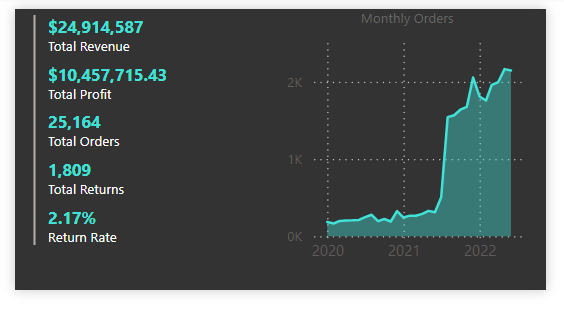 $24,914,587
Total Revenue
$10,457,715.43
Total Profit
25,164
Total Orders
1,809
Total Returns
2.17%
Return Rate
Monthly Orders
2K
1K
0K
2020 2021 2022